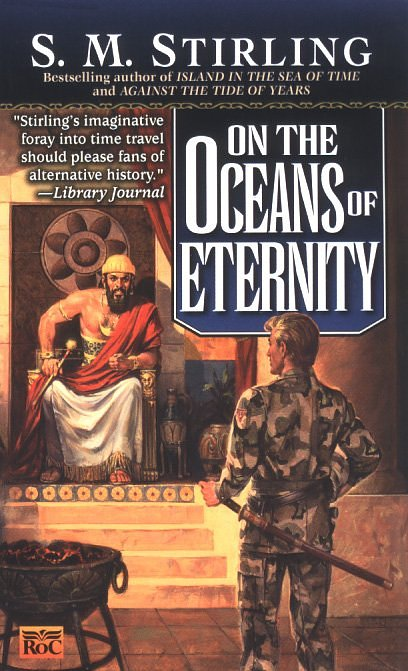 S. M. STIRLING
Bestselling author of ISLAND IN THE SEA OF TIME
and AGAINST THE TIDE OF YEARS
"Stirling's imaginative
foray into time travel
should please fans of
alternative history."
—Library Journal
ON THE
OCEANS OF
ETERNITY
ROC